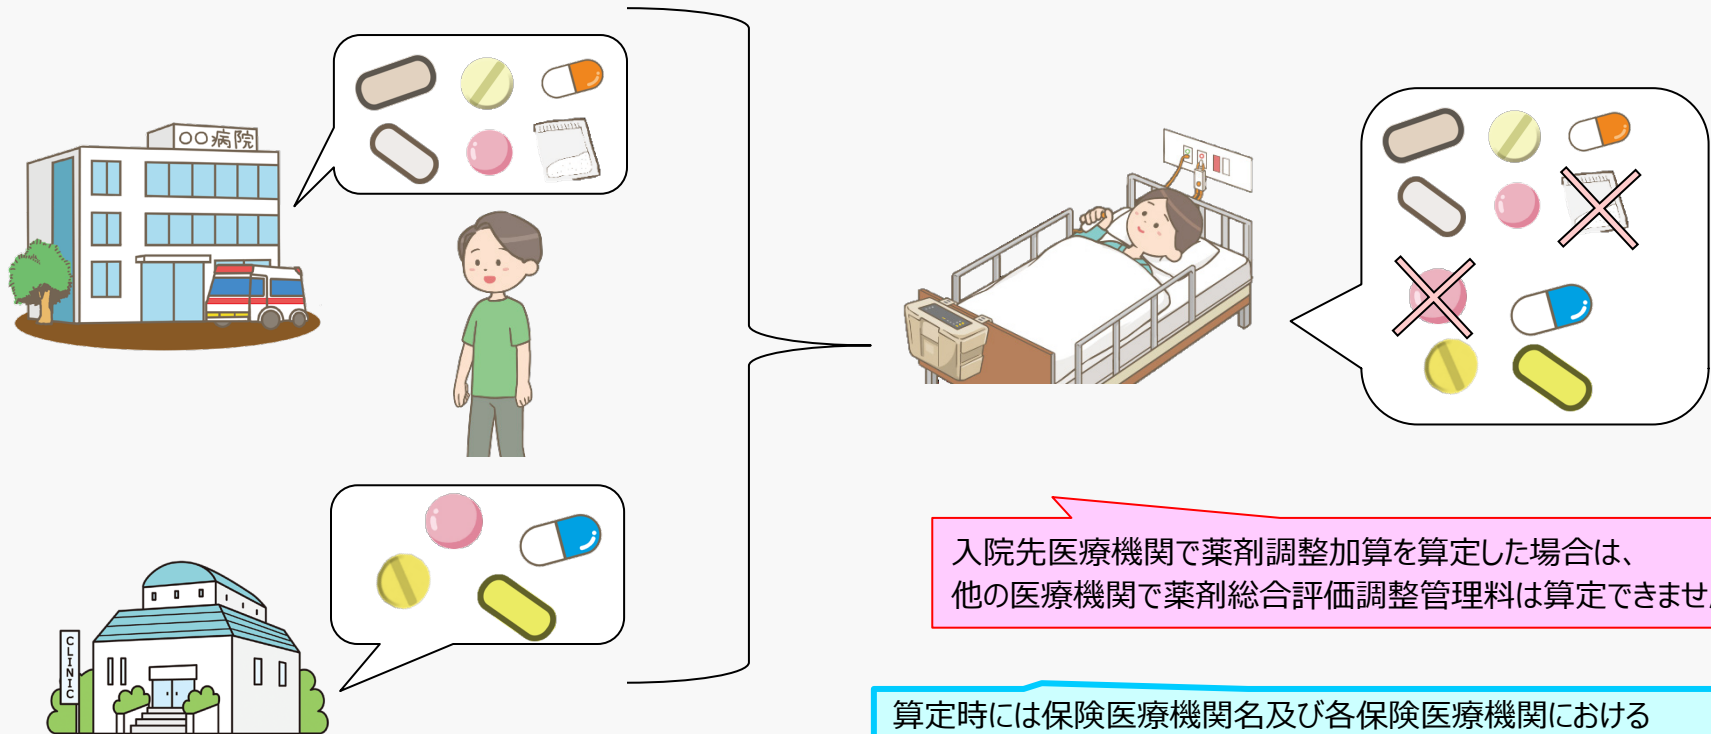 ○○病院
CLINIC
入院先医療機関で薬剤調整加算を算定した場合は、
他の医療機関で薬剤総合評価調整管理料は算定できませ
算定時には保険医療機関名及び各保険医療機関における